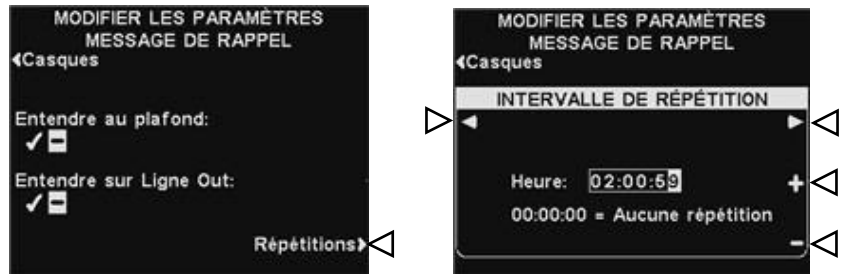 MODIFIER LES PARAMÈTRES
MESSAGE DE RAPPEL
Casques
Entendre au plafond:
Entendre sur Ligne Out:
Répétitions
MODIFIER LES PARAMÈTRES
MESSAGE DE RAPPEL
Casques
INTERVALLE DE RÉPÉTITION
Heure: 02:00:59 +
00:00:00 = Aucune répétition
-